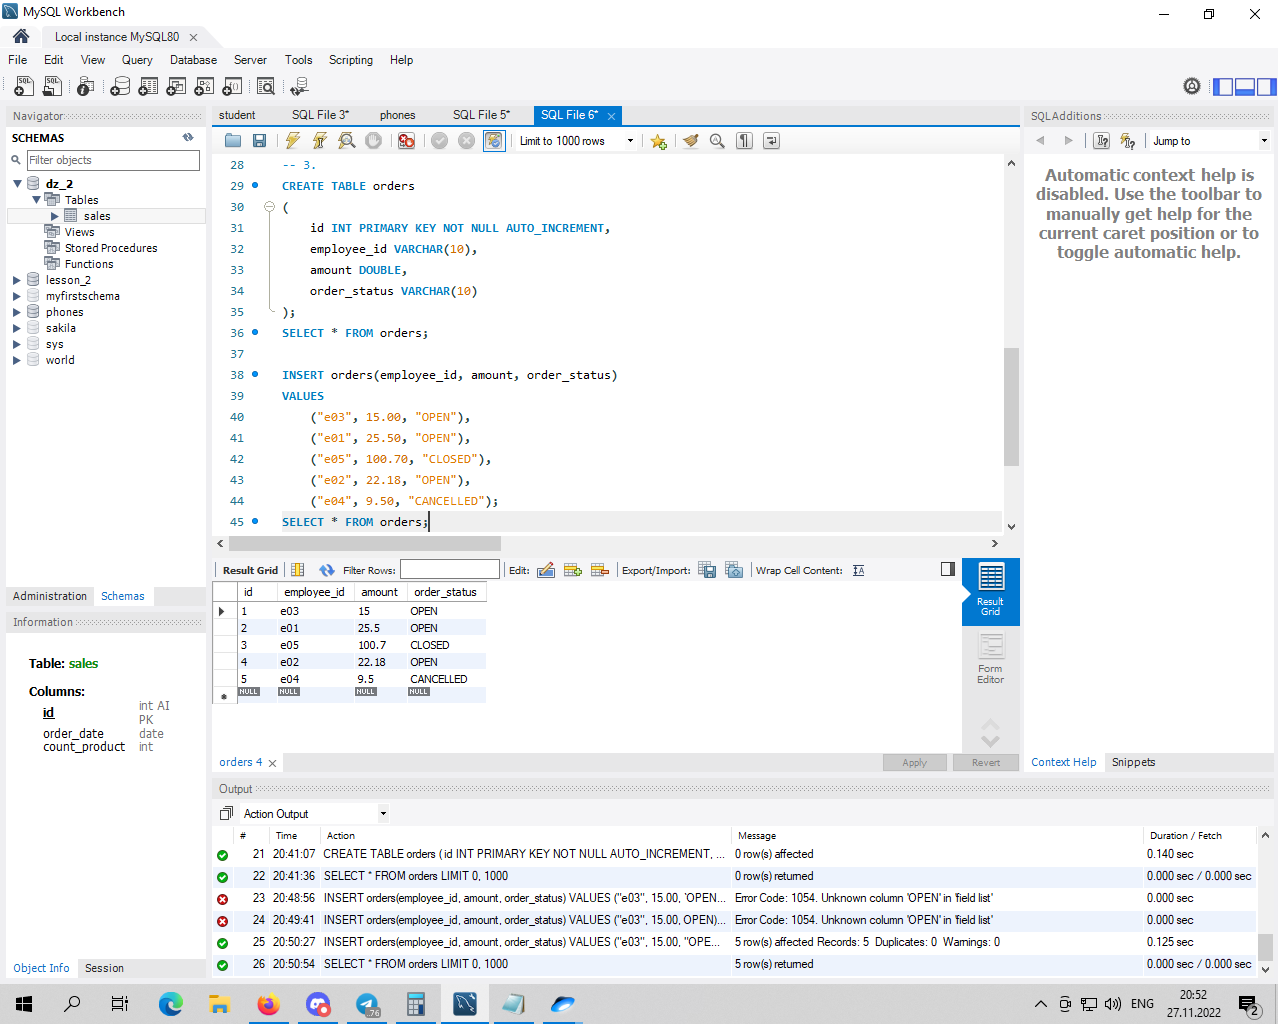 MySQL Workbench
Local instance MySQL80
File Edit View Query Database Server Tools Scripting Help
Navigator
SCHEMAS
Filter objects
dz_2
Tables
sales
Views
Stored Procedures
Functions
lesson_2
myfirstschema
phones
sakila
sys
world
Administration Schemas
Information
Table: sales
Columns:
id int AI PK
order_date date
count_product int
Object Info Session
student SQL File 3* phones SQL File 5* SQL File 6*
Limit to 1000 rows
28 -- 3.
29 CREATE TABLE orders
30 (
31 id INT PRIMARY KEY NOT NULL AUTO_INCREMENT,
32 employee_id VARCHAR(10),
33 amount DOUBLE,
34 order_status VARCHAR(10)
35 );
36 SELECT * FROM orders;
37
38 INSERT orders(employee_id, amount, order_status)
39 VALUES
40 ("e03", 15.00, "OPEN"),
41 ("e01", 25.50, "OPEN"),
42 ("e05", 100.70, "CLOSED"),
43 ("e02", 22.18, "OPEN"),
44 ("e04", 9.50, "CANCELLED");
45 SELECT * FROM orders;
Result Grid Filter Rows: Edit: Export/Import: Wrap Cell Content:
id employee_id amount order_status
1 e03 15 OPEN
2 e01 25.5 OPEN
3 e05 100.7 CLOSED
4 e02 22.18 OPEN
5 e04 9.5 CANCELLED
NULL NULL NULL NULL
Result Grid
Form Editor
orders 4 Apply Revert
SQLAdditions
Jump to
Automatic context help is
disabled. Use the toolbar to
manually get help for the
current caret position or to
toggle automatic help.
Context Help Snippets
Output
Action Output
# Time Action Message Duration / Fetch
21 20:41:07 CREATE TABLE orders ( id INT PRIMARY KEY NOT NULL AUTO_INCREMENT, ... 0 row(s) affected 0.140 sec
22 20:41:36 SELECT * FROM orders LIMIT 0, 1000 0 row(s) returned 0.000 sec / 0.000 sec
23 20:48:56 INSERT orders(employee_id, amount, order_status) VALUES ("e03", 15.00, 'OPEN... Error Code: 1054. Unknown column 'OPEN' in 'field list' 0.000 sec
24 20:49:41 INSERT orders(employee_id, amount, order_status) VALUES ("e03", 15.00, OPEN)... Error Code: 1054. Unknown column 'OPEN' in 'field list' 0.000 sec
25 20:50:27 INSERT orders(employee_id, amount, order_status) VALUES ("e03", 15.00, "OPE... 5 row(s) affected Records: 5 Duplicates: 0 Warnings: 0 0.125 sec
26 20:50:54 SELECT * FROM orders LIMIT 0, 1000 5 row(s) returned 0.000 sec / 0.000 sec
76
ENG
20:52
27.11.2022
2